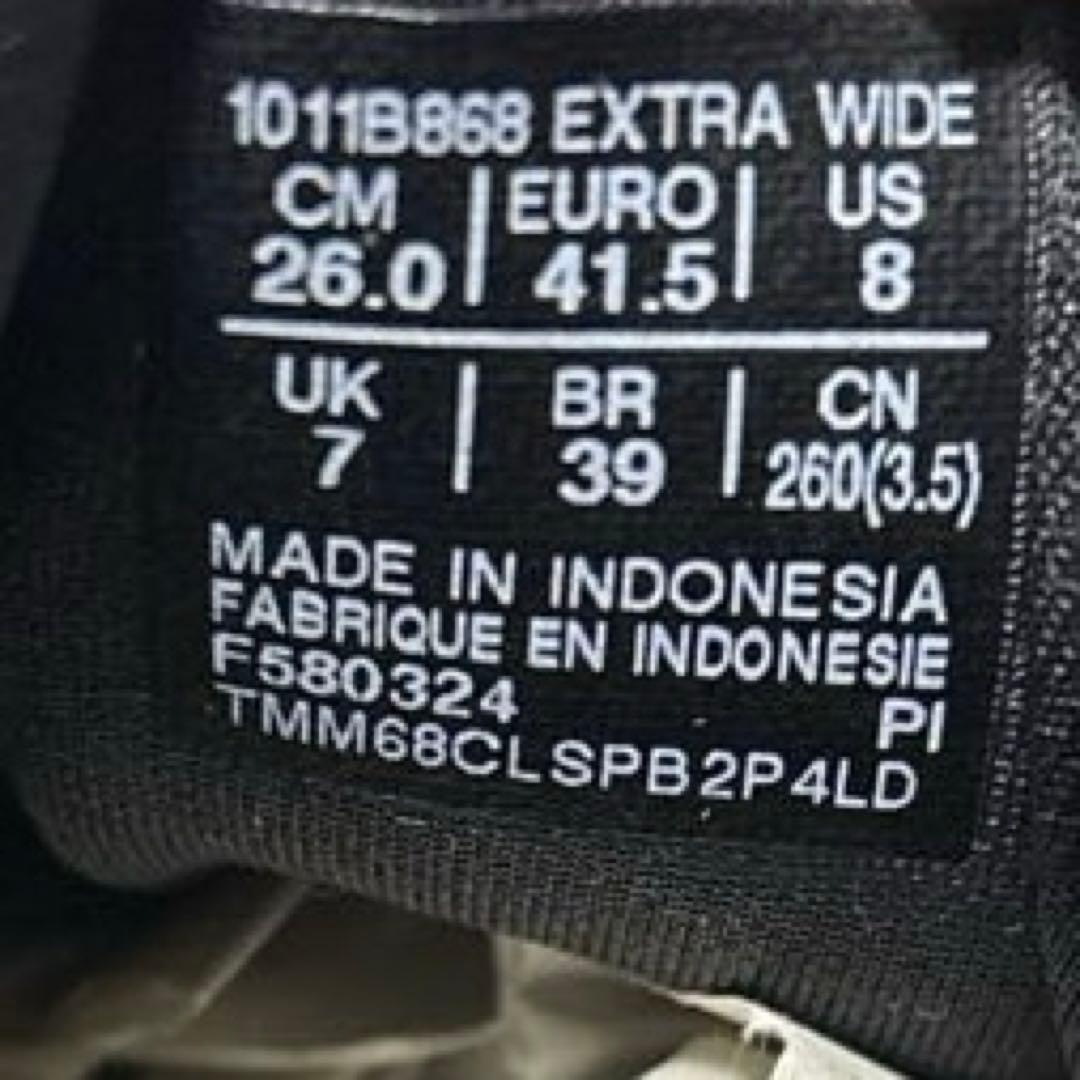 1011B868 EXTRA WIDE
CM | EURO | US
26.0 | 41.5 | 8
UK | BR | CN
7 | 39 | 260(3.5)
MADE IN INDONESIA
FABRIQUE EN INDONESIE
F580324 PI
TMM68CLSPB2P4LD